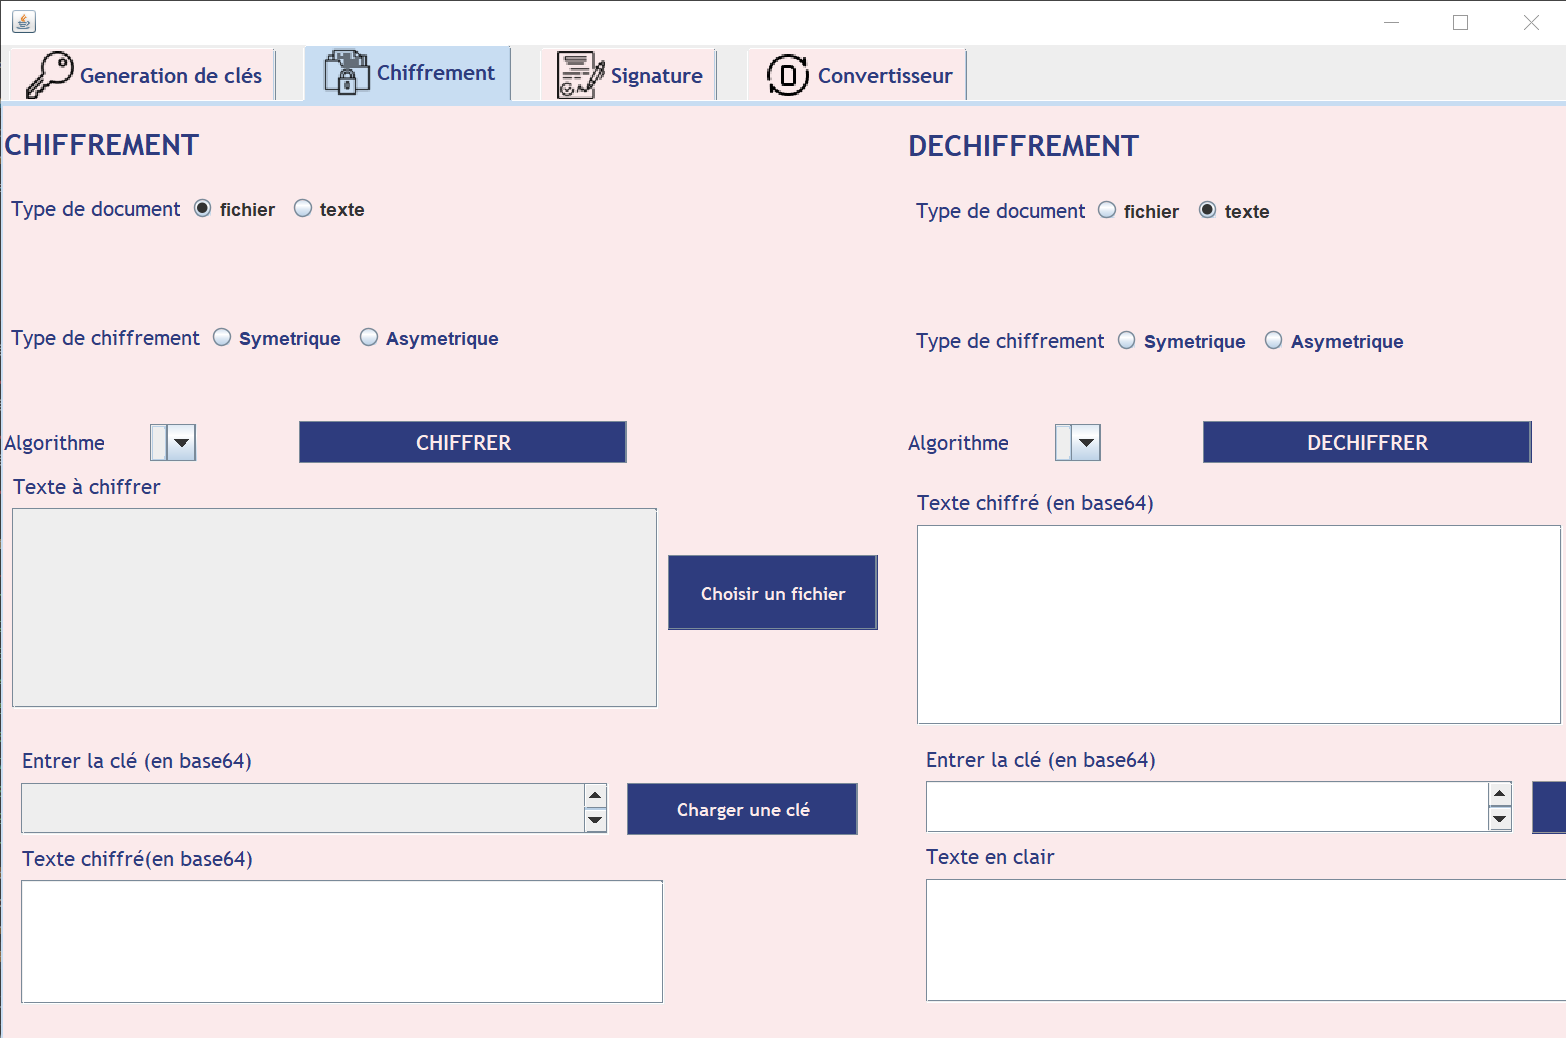 Generation de clés
Chiffrement
Signature
D Convertisseur
CHIFFREMENT
Type de document fichier texte
Type de chiffrement Symetrique Asymetrique
Algorithme CHIFFRER
Texte à chiffrer
Choisir un fichier
Entrer la clé (en base64)
Charger une clé
Texte chiffré(en base64)
DECHIFFREMENT
Type de document fichier texte
Type de chiffrement Symetrique Asymetrique
Algorithme DECHIFFRER
Texte chiffré (en base64)
Entrer la clé (en base64)
Texte en clair